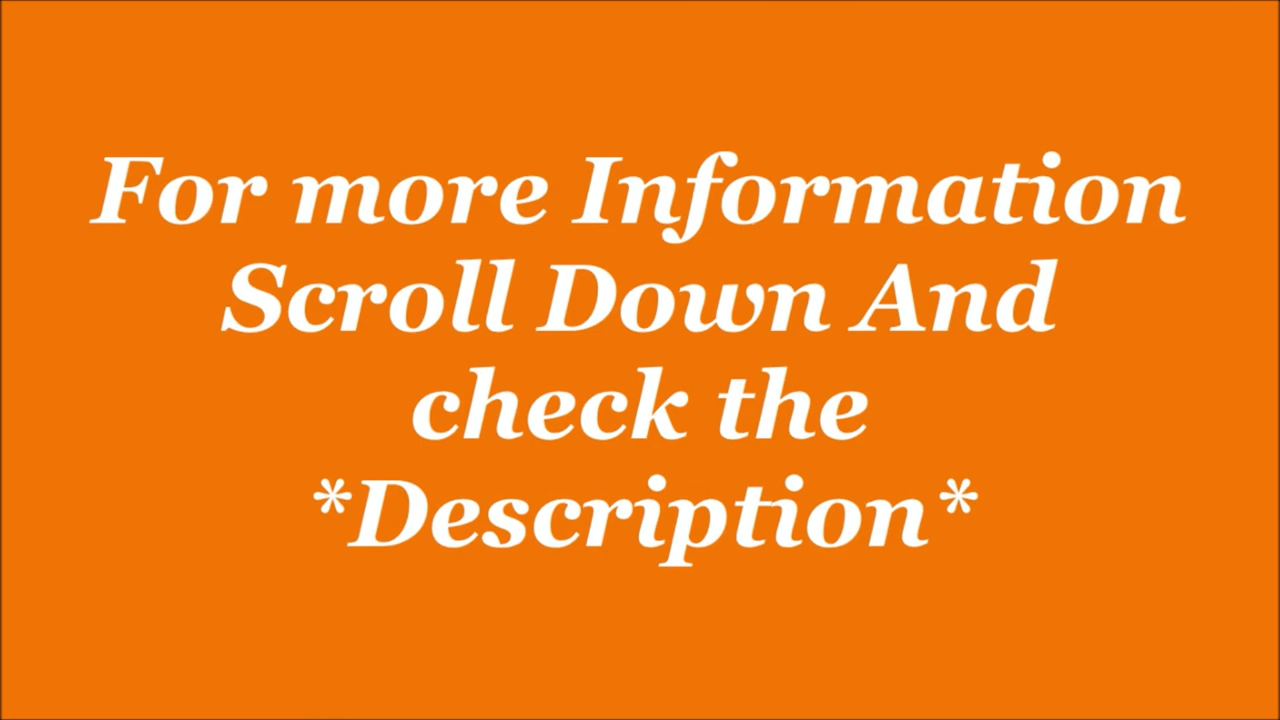 For more Information
Scroll Down And
check the
*Description*